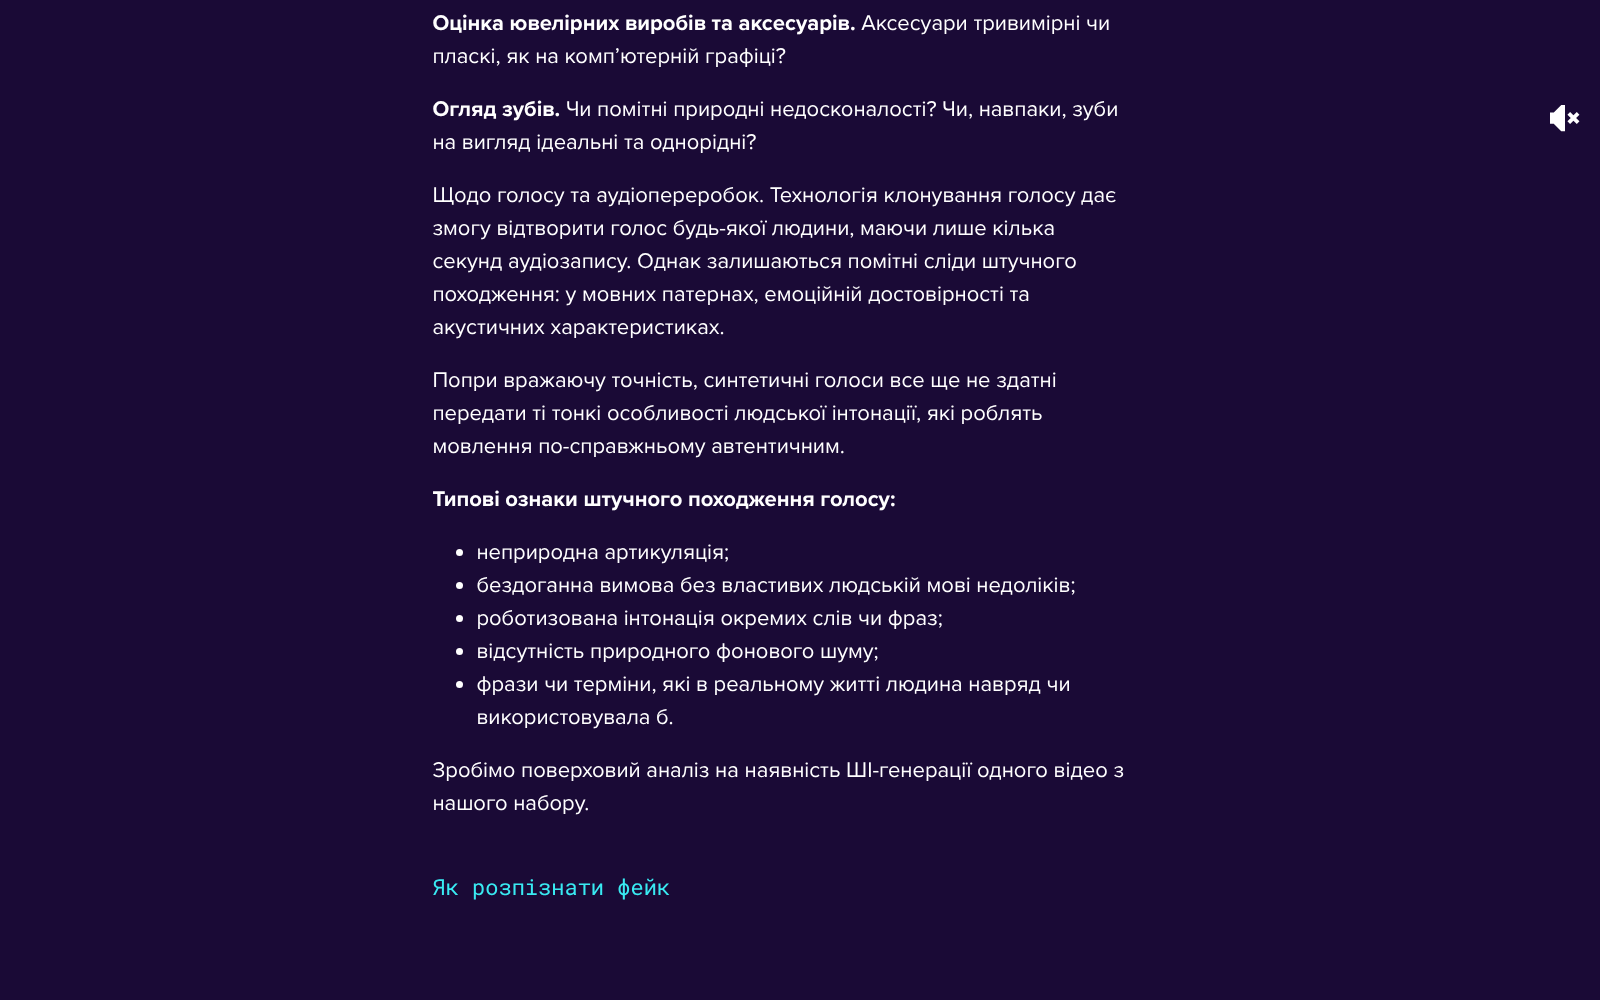 Оцінка ювелірних виробів та аксесуарів. Аксесуари тривимірні чи
пласкі, як на комп’ютерній графіці?
Огляд зубів. Чи помітні природні недосконалості? Чи, навпаки, зуби
на вигляд ідеальні та однорідні?
Щодо голосу та аудіопереробок. Технологія клонування голосу дає
змогу відтворити голос будь-якої людини, маючи лише кілька
секунд аудіозапису. Однак залишаються помітні сліди штучного
походження: у мовних патернах, емоційній достовірності та
акустичних характеристиках.
Попри вражаючу точність, синтетичні голоси все ще не здатні
передати ті тонкі особливості людської інтонації, які роблять
мовлення по-справжньому автентичним.
Типові ознаки штучного походження голосу:
• неприродна артикуляція;
• бездоганна вимова без властивих людській мові недоліків;
• роботизована інтонація окремих слів чи фраз;
• відсутність природного фонового шуму;
• фрази чи терміни, які в реальному житті людина навряд чи
використовувала б.
Зробімо поверховий аналіз на наявність ШІ-генерації одного відео з
нашого набору.
Як розпізнати фейк